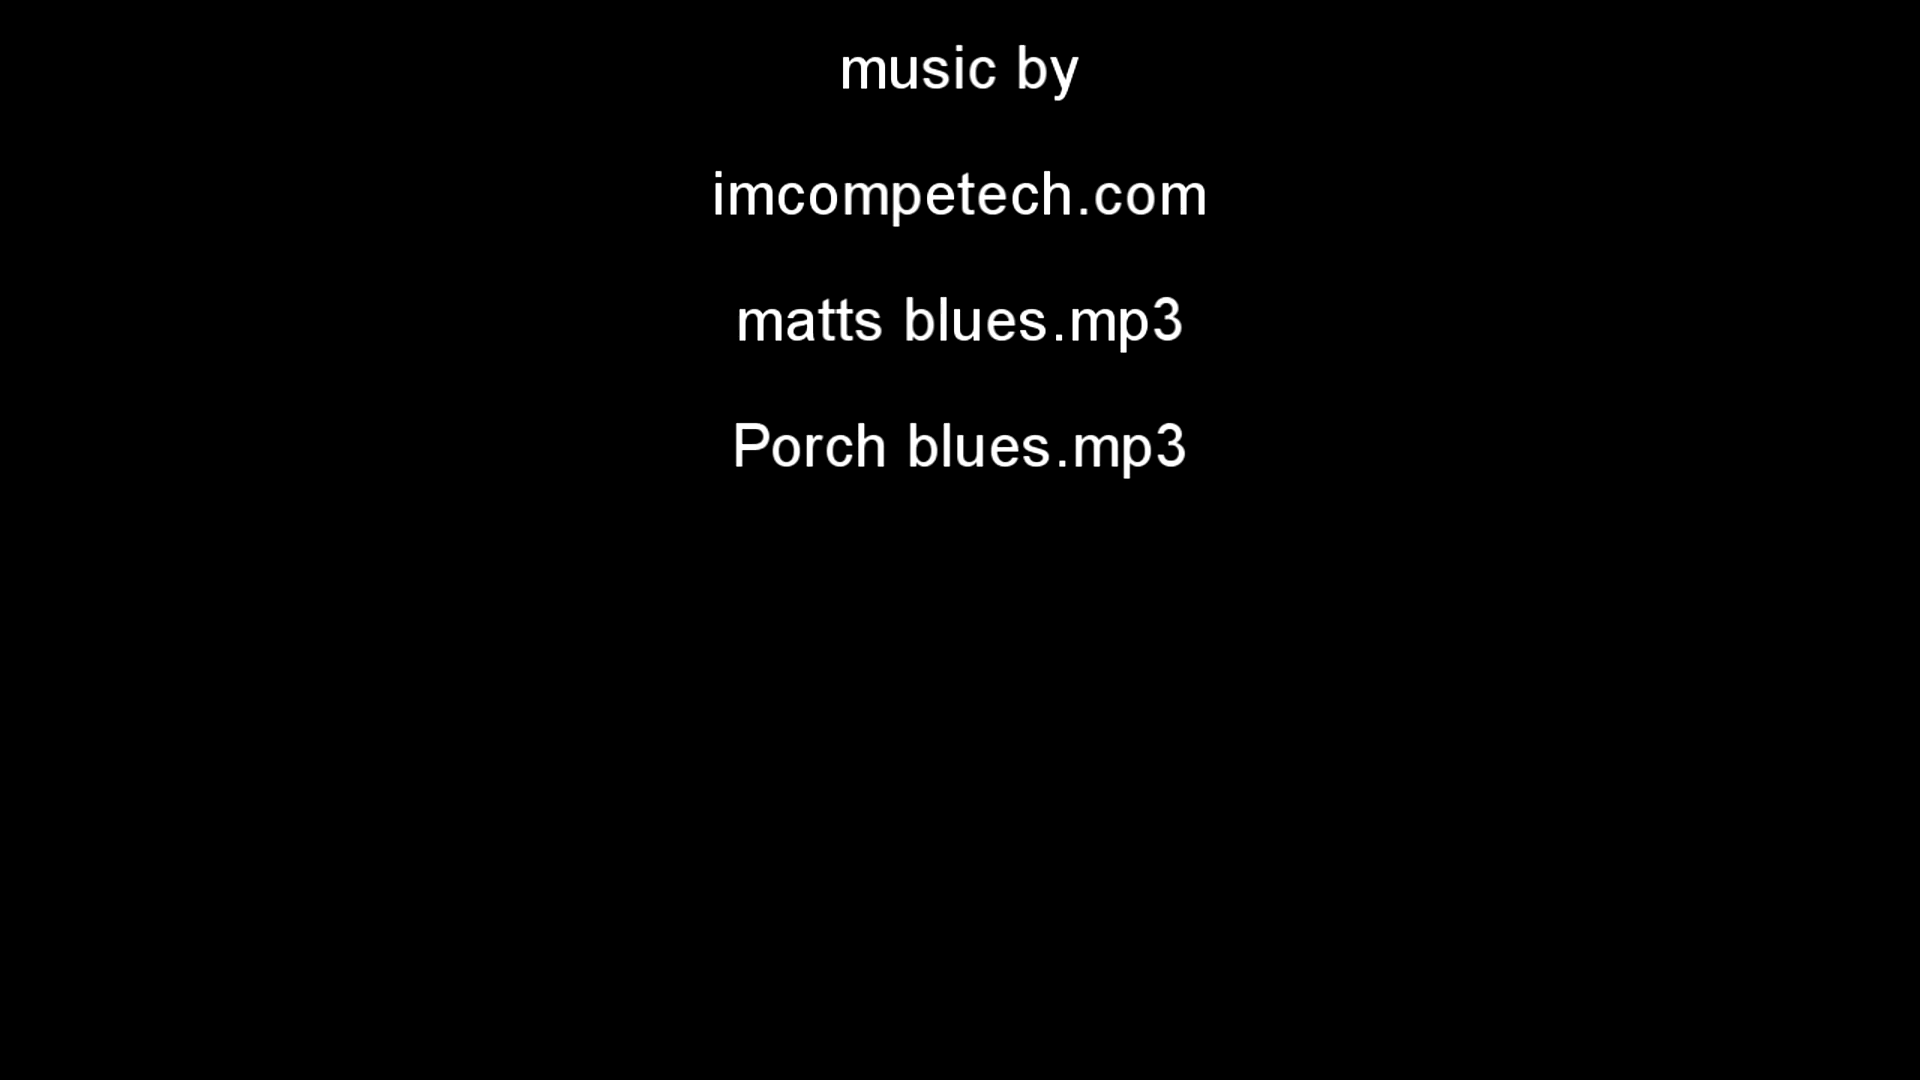 music by
imcompetech.com
matts blues.mp3
Porch blues.mp3